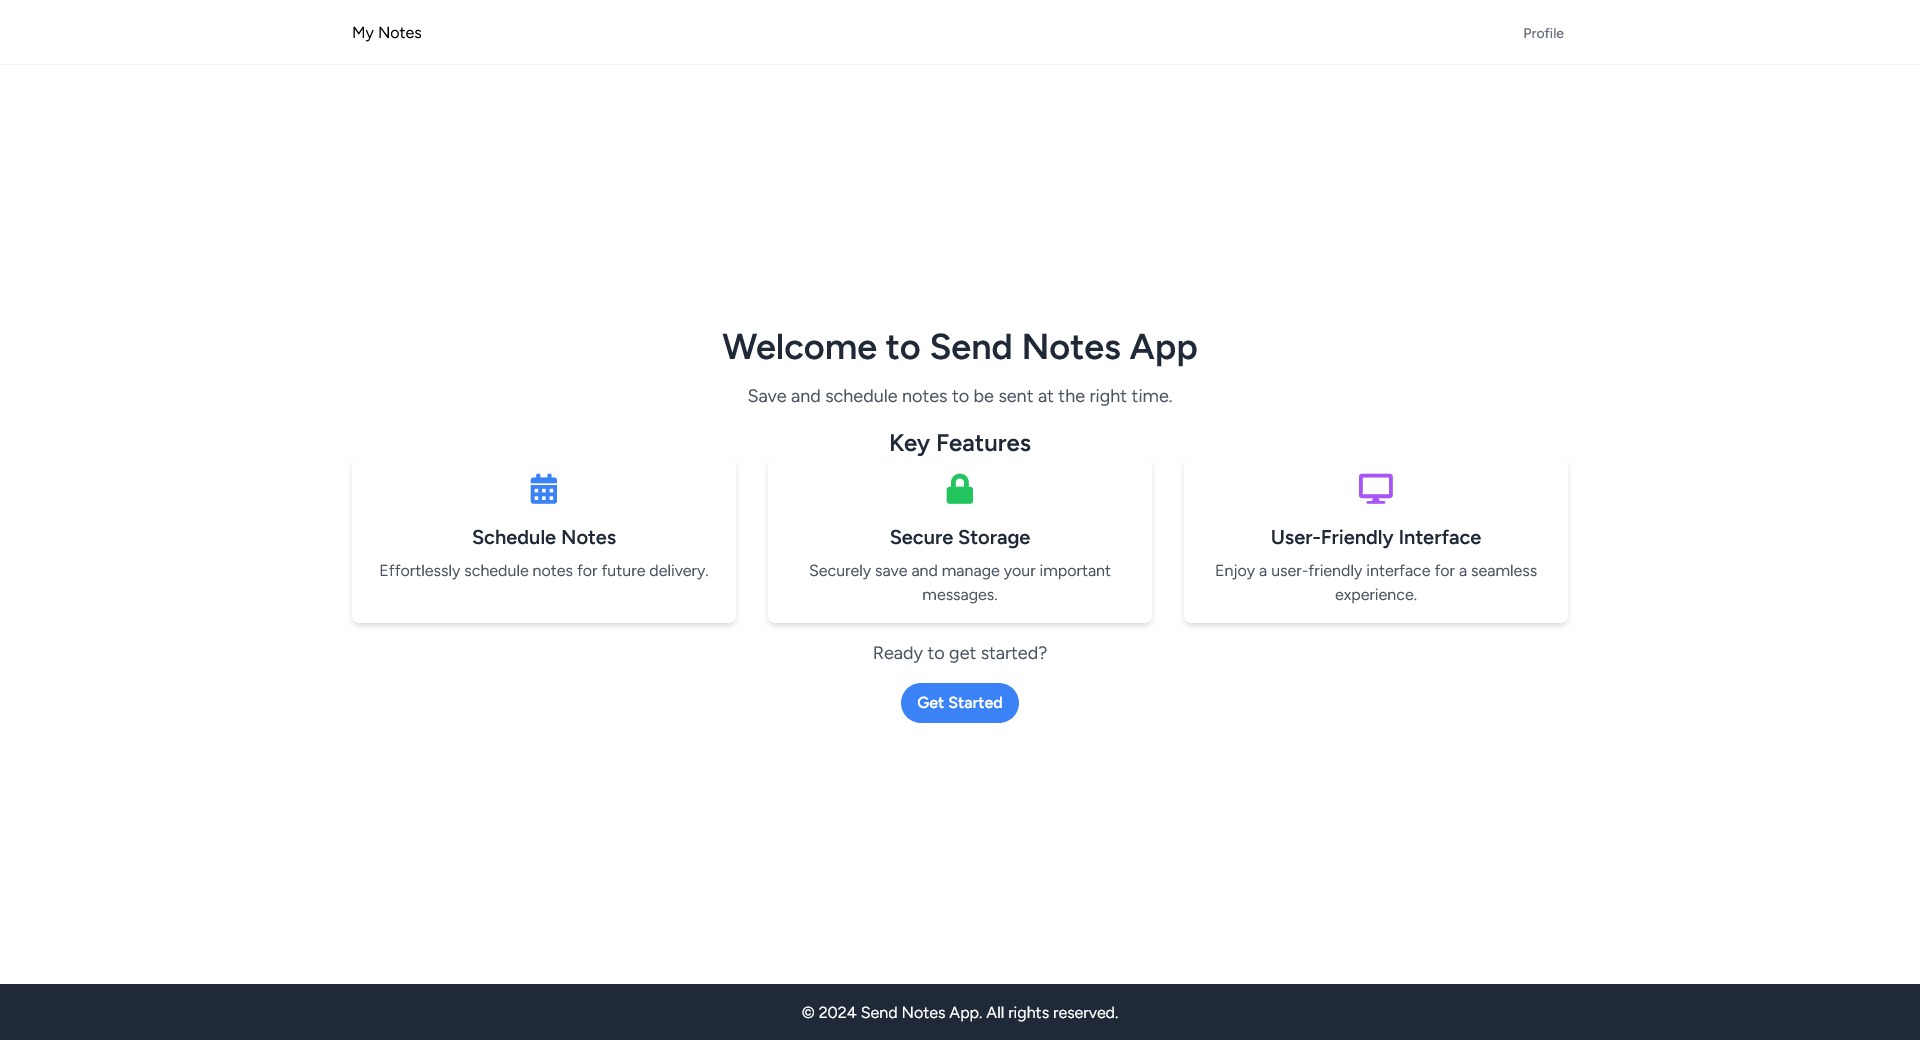 My Notes
Profile
Welcome to Send Notes App
Save and schedule notes to be sent at the right time.
Key Features
Schedule Notes
Effortlessly schedule notes for future delivery.
Secure Storage
Securely save and manage your important
messages.
User-Friendly Interface
Enjoy a user-friendly interface for a seamless
experience.
Ready to get started?
Get Started
© 2024 Send Notes App. All rights reserved.